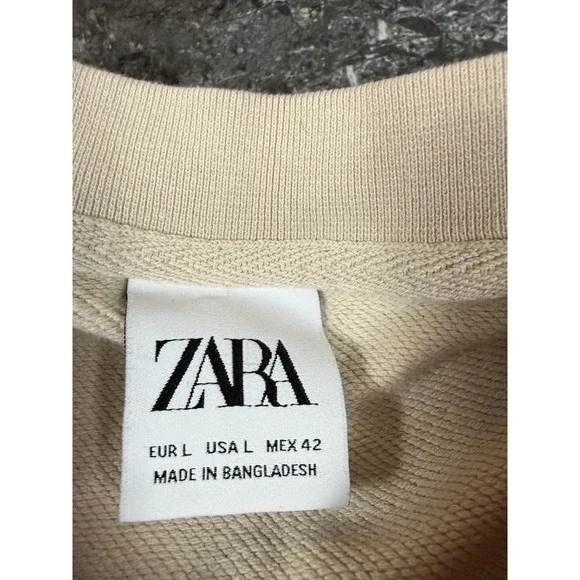 ZARA
EUR L USA L MEX 42
MADE IN BANGLADESH